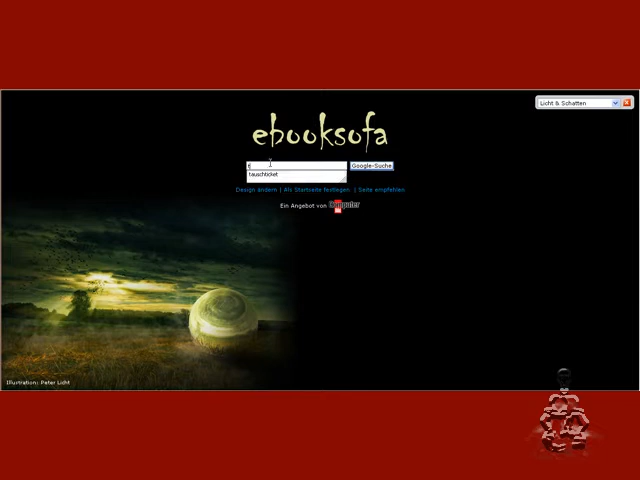 Licht & Schatten
ebooksofa
t
Google-Suche
tauschticket
Design ändern | Als Startseite festlegen | Seite empfehlen
Ein Angebot von Computer
Illustration: Peter Licht